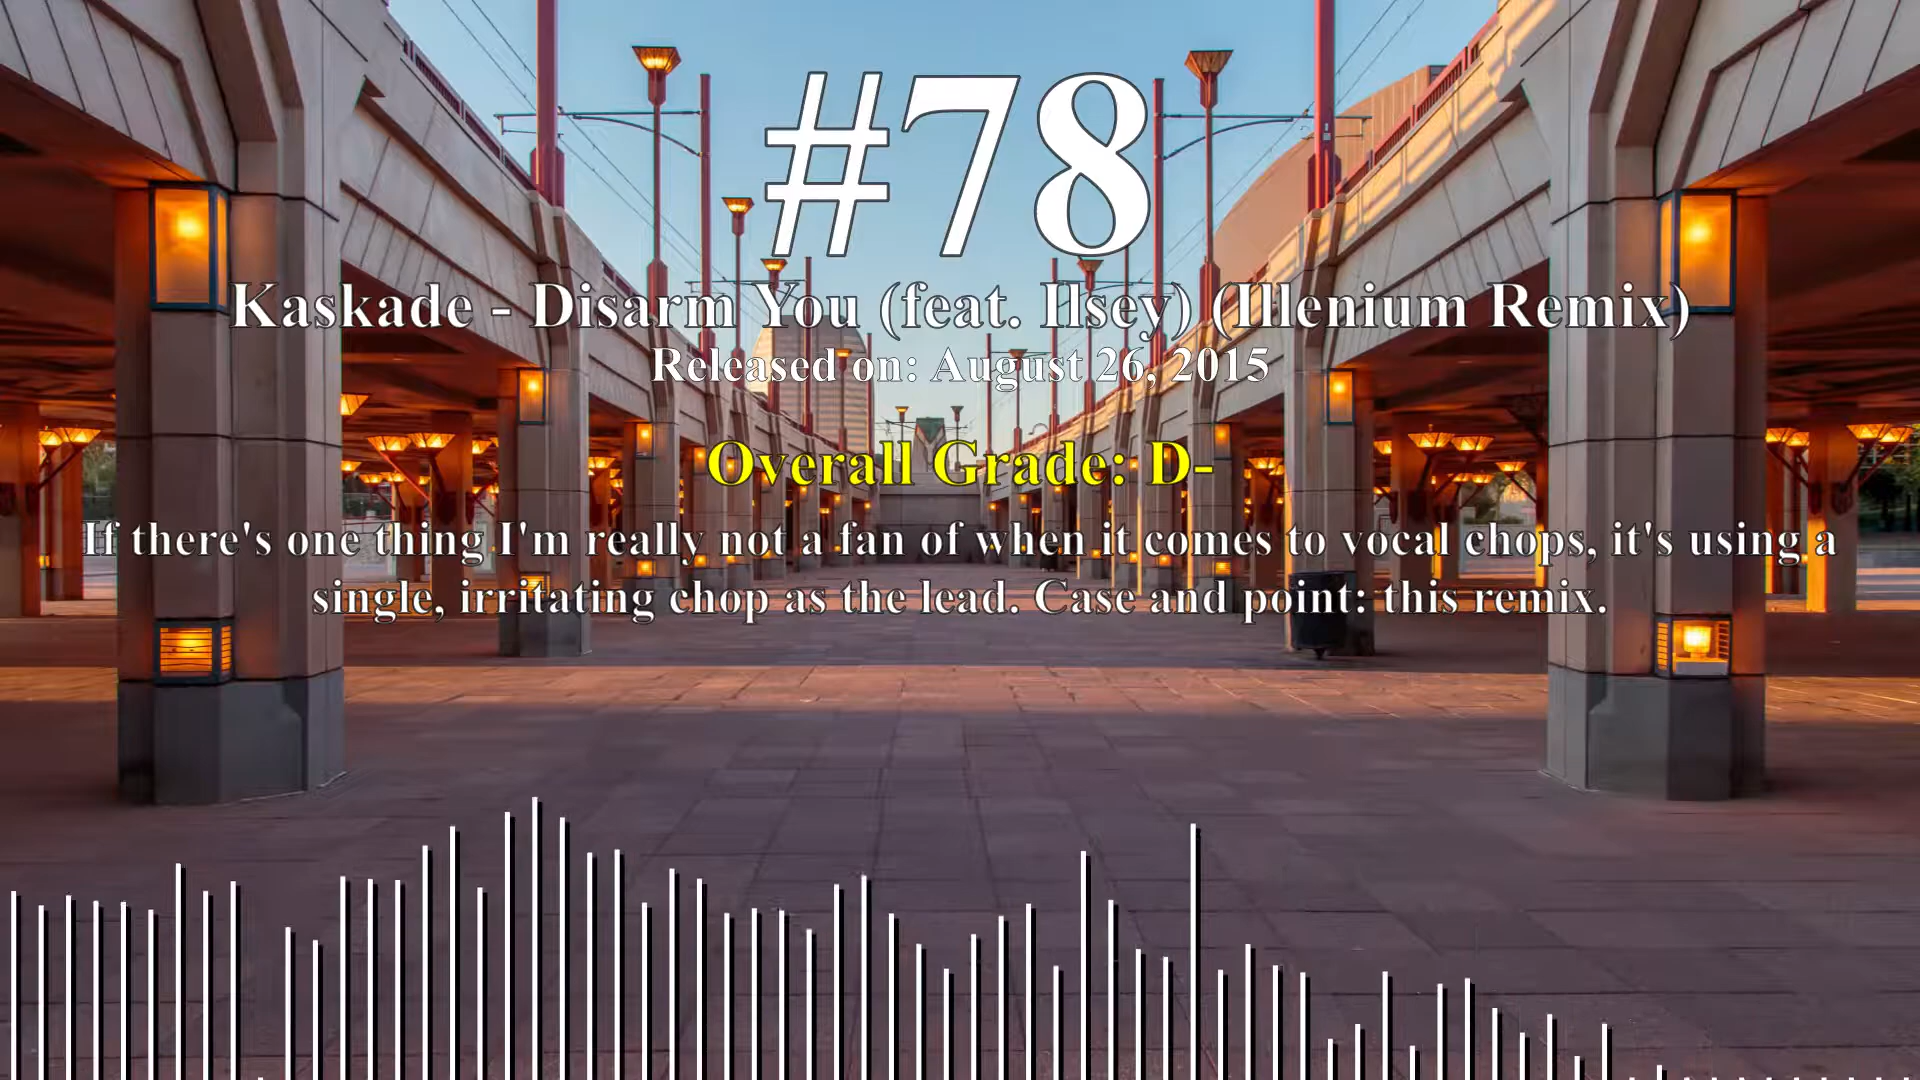 #78
Kaskade - Disarm You (feat. Ilsey) (Illenium Remix)
Released on: August 26, 2015
Overall Grade: D-
If there's one thing I'm really not a fan of when it comes to vocal chops, it's using a
single, irritating chop as the lead. Case and point: this remix.